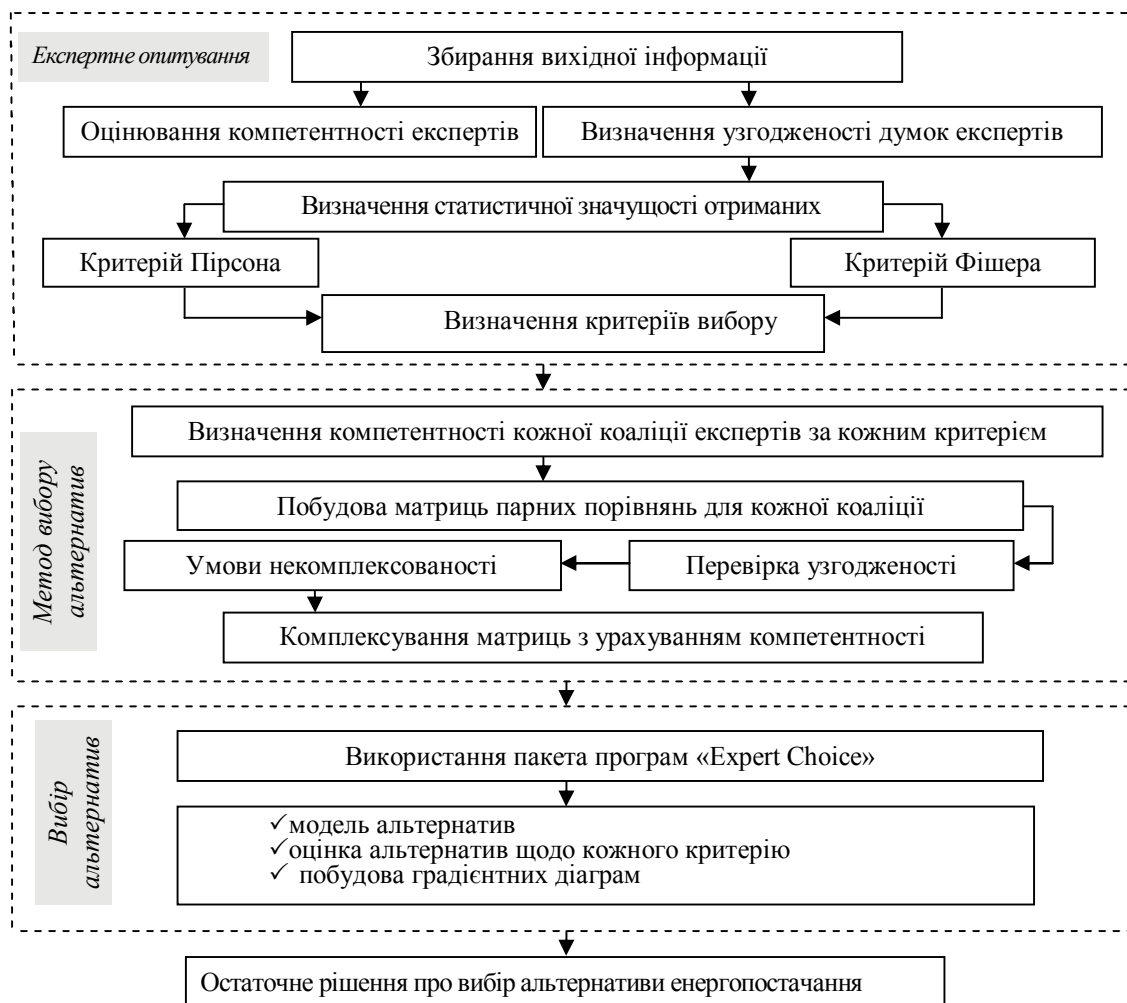 Експертне опитування
Збирання вихідної інформації
Оцінювання компетентності експертів
Визначення узгодженості думок експертів
Визначення статистичної значущості отриманих
Критерій Пірсона
Критерій Фішера
Визначення критеріїв вибору
Метод вибору
альтернатив
Визначення компетентності кожної коаліції експертів за кожним критерієм
Побудова матриць парних порівнянь для кожної коаліції
Умови некомплексованості
Перевірка узгодженості
Комплексування матриць з урахуванням компетентності
Вибір
альтернатив
Використання пакета програм «Expert Choice»
✓модель альтернатив
✓оцінка альтернатив щодо кожного критерію
✓ побудова градієнтних діаграм
Остаточне рішення про вибір альтернативи енергопостачання